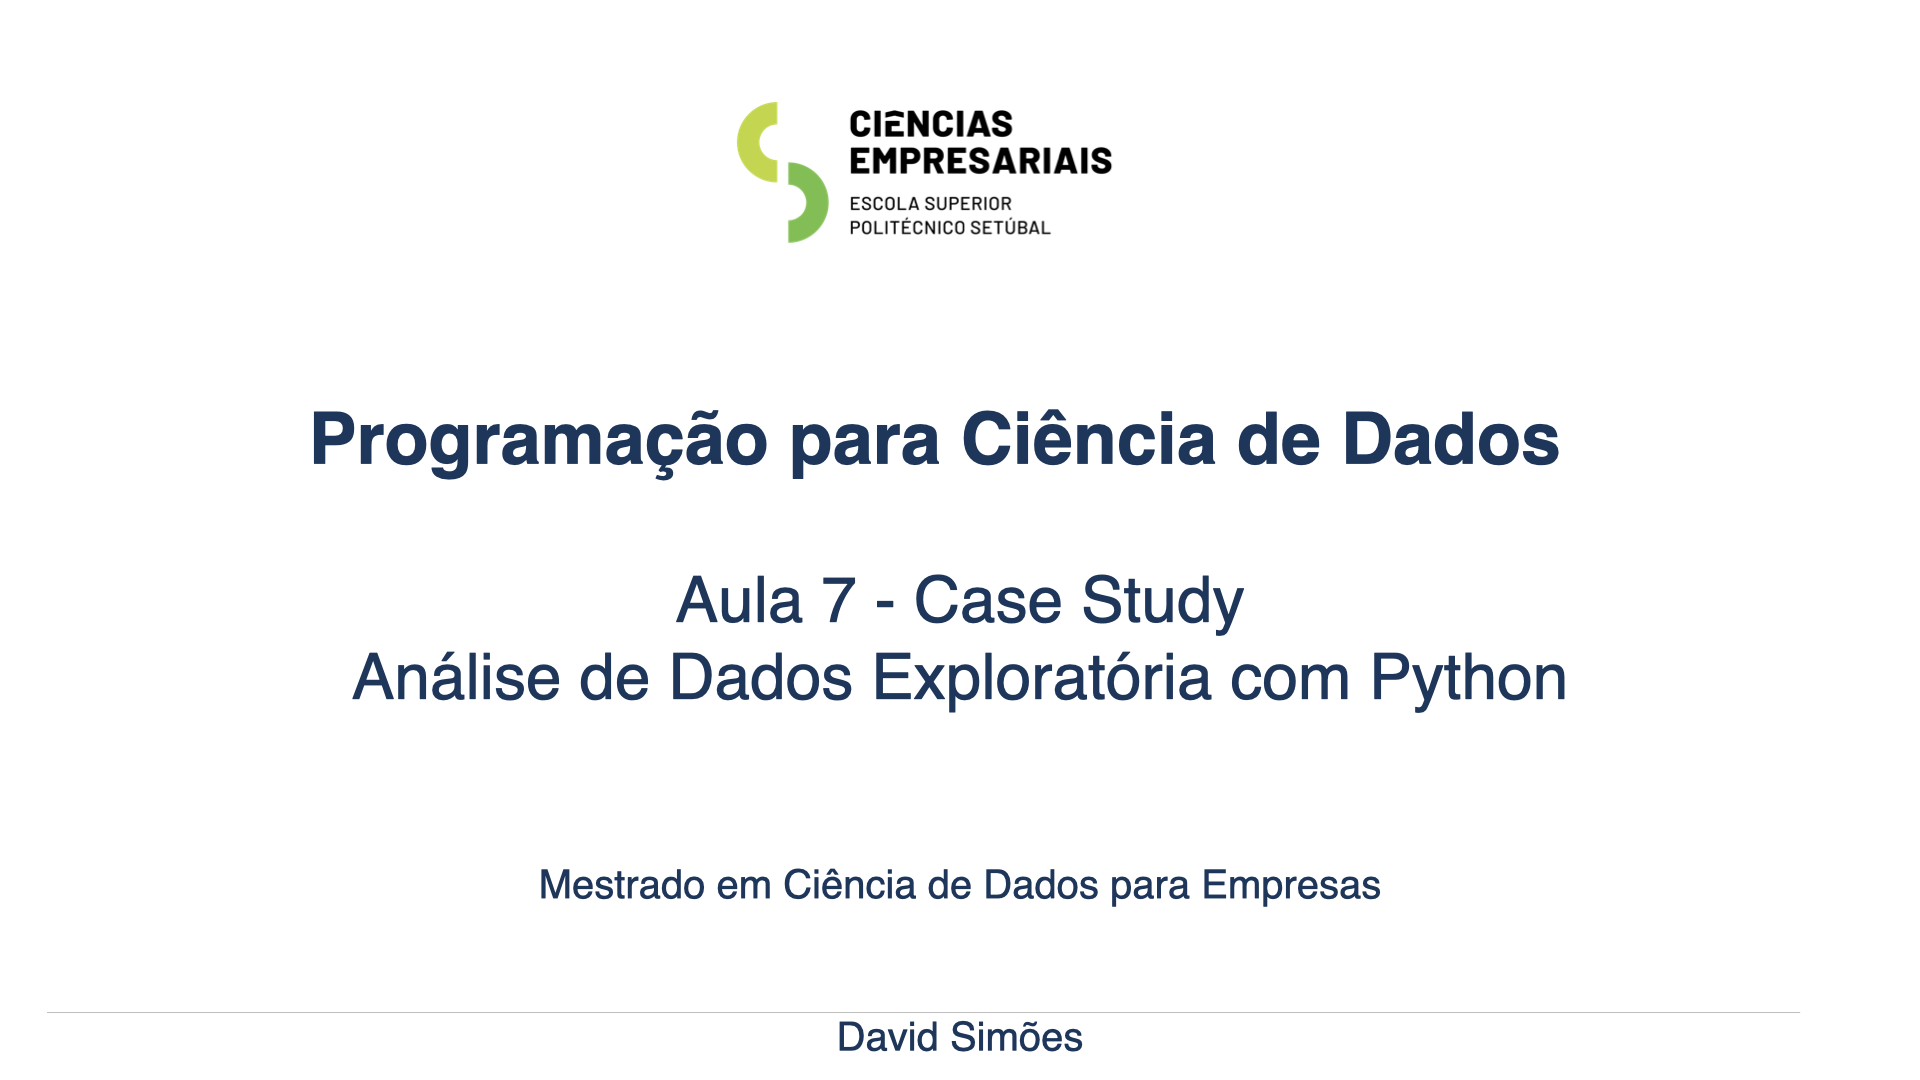 CIÊNCIAS
EMPRESARIAIS
ESCOLA SUPERIOR
POLITÉCNICO SETÚBAL
Programação para Ciência de Dados
Aula 7 - Case Study
Análise de Dados Exploratória com Python
Mestrado em Ciência de Dados para Empresas
David Simões